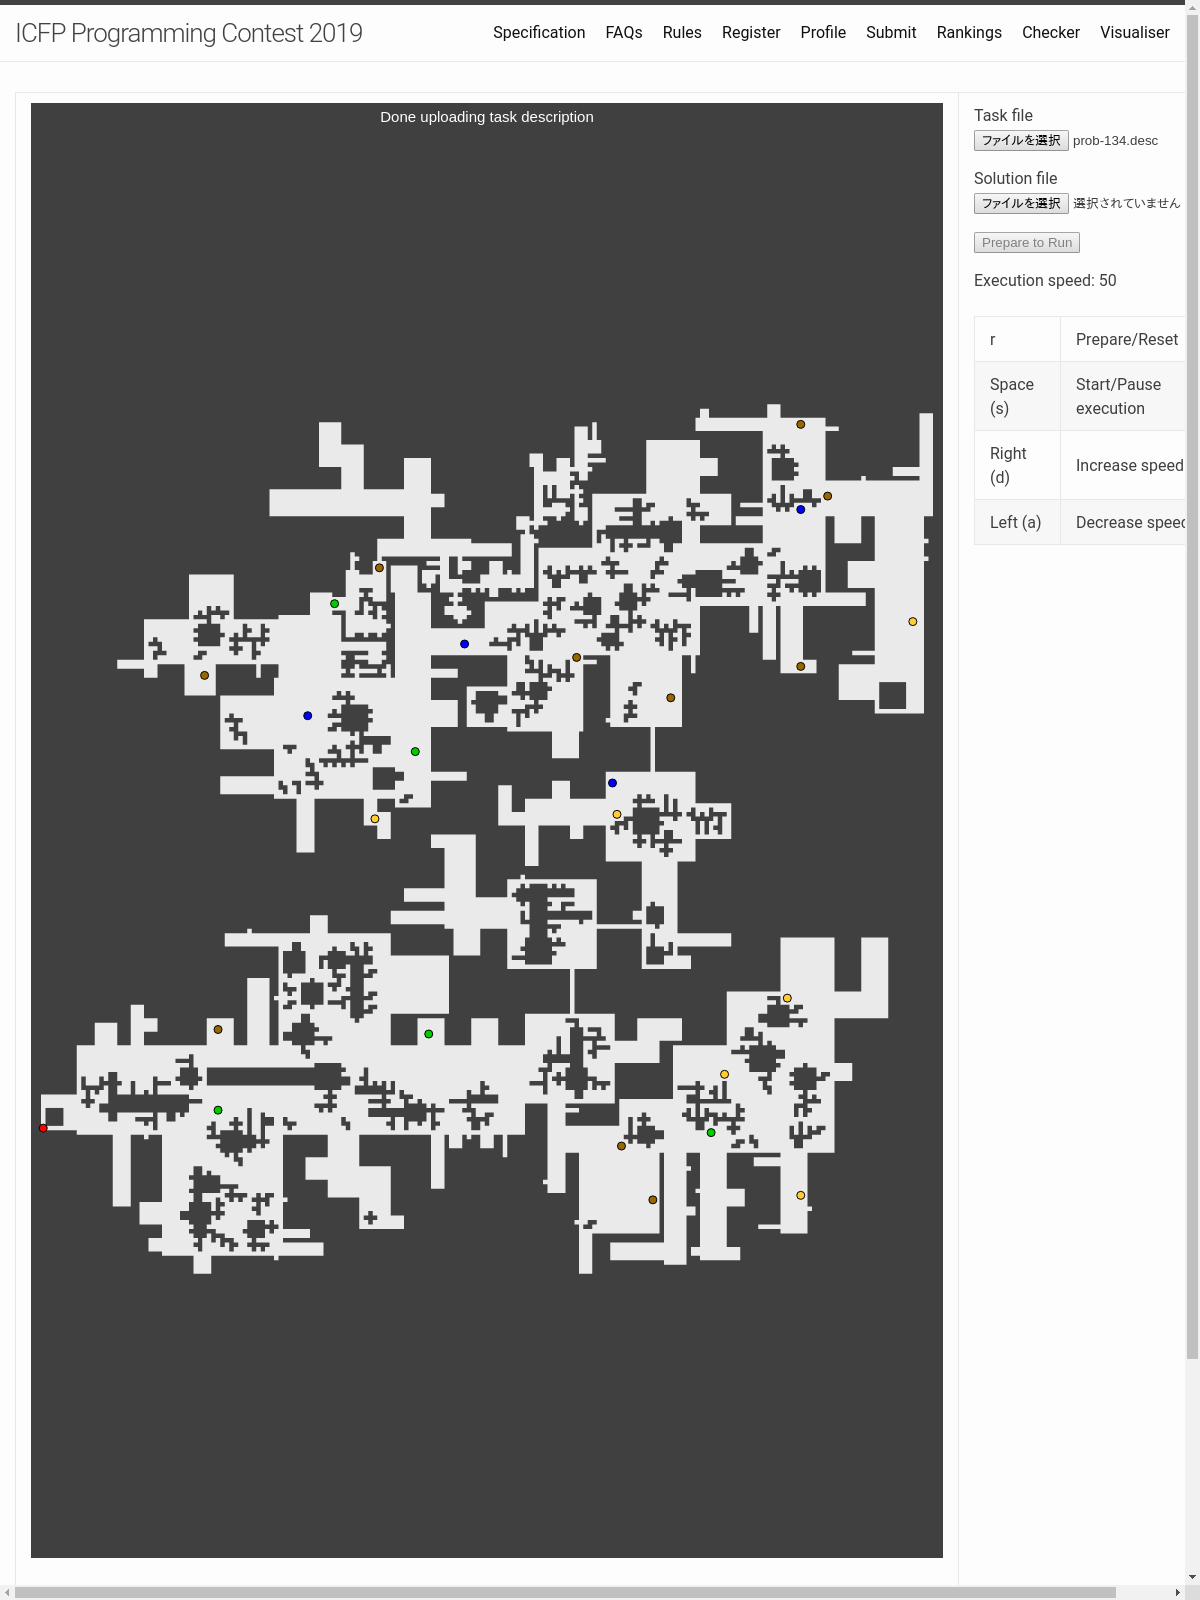 ICFP Programming Contest 2019
Specification FAQs Rules Register Profile Submit Rankings Checker Visualiser
Done uploading task description
Task file
ファイルを選択 prob-134.desc
Solution file
ファイルを選択 選択されていません
Prepare to Run
Execution speed: 50
r Prepare/Reset
Space (s) Start/Pause execution
Right (d) Increase speed
Left (a) Decrease speed